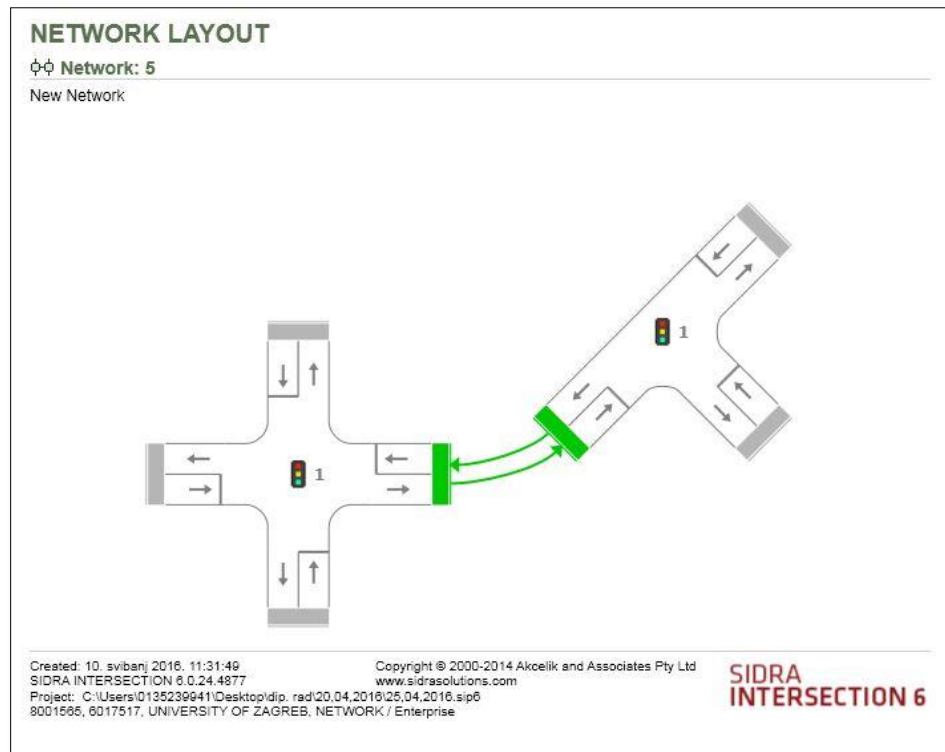 NETWORK LAYOUT
Network: 5
New Network
1
1
Created: 10. svibanj 2016. 11:31:49
SIDRA INTERSECTION 6.0.24.4877
Project: C:\Users\0135239941\Desktop\dip. rad\20,04,2016\25,04,2016.sip6
8001565, 6017517, UNIVERSITY OF ZAGREB, NETWORK / Enterprise
Copyright © 2000-2014 Akcelik and Associates Pty Ltd
www.sidrasolutions.com
SIDRA
INTERSECTION 6